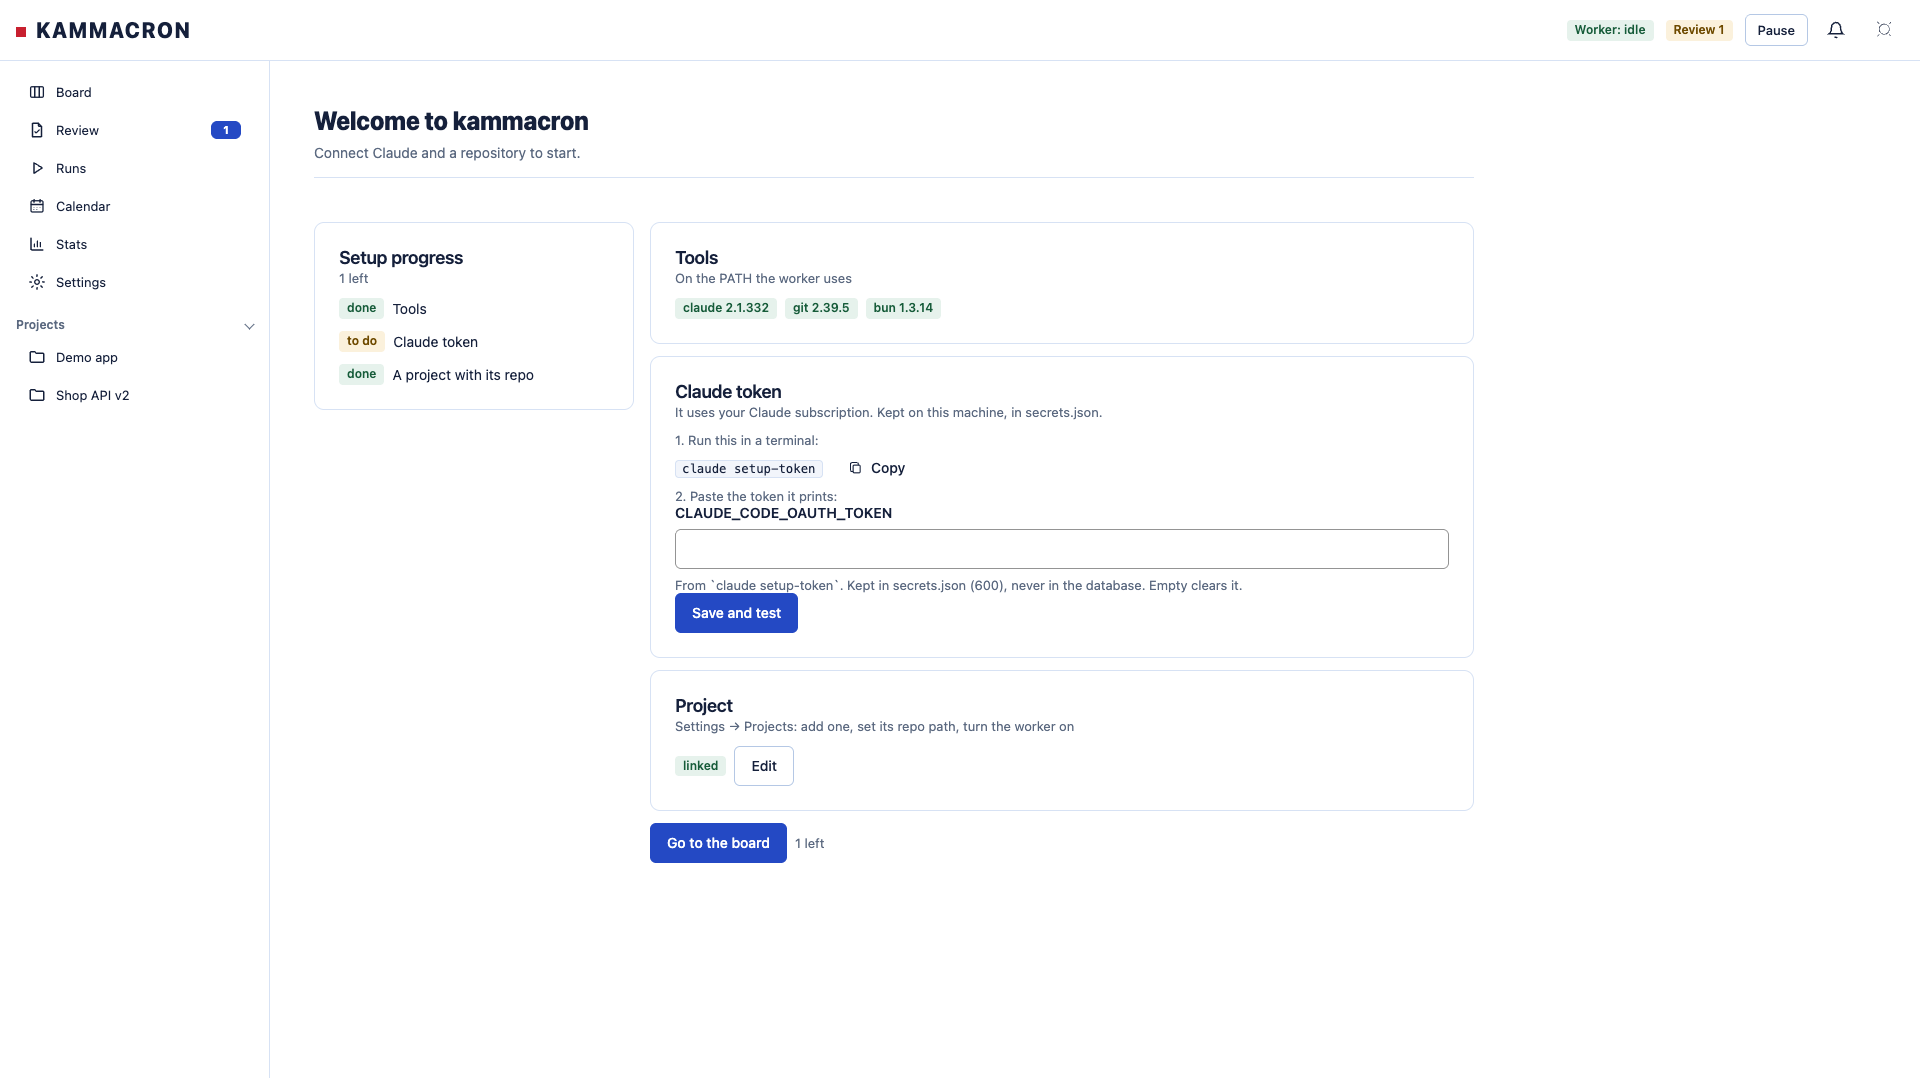 KAMMACRON
Worker: idle
Review 1
Pause
Board
Review
1
Runs
Calendar
Stats
Settings
Projects
Demo app
Shop API v2
Welcome to kammacron
Connect Claude and a repository to start.
Setup progress
1 left
done Tools
to do Claude token
done A project with its repo
Tools
On the PATH the worker uses
claude 2.1.332 git 2.39.5 bun 1.3.14
Claude token
It uses your Claude subscription. Kept on this machine, in secrets.json.
1. Run this in a terminal:
claude setup-token Copy
2. Paste the token it prints:
CLAUDE_CODE_OAUTH_TOKEN
From `claude setup-token`. Kept in secrets.json (600), never in the database. Empty clears it.
Save and test
Project
Settings → Projects: add one, set its repo path, turn the worker on
linked Edit
Go to the board 1 left